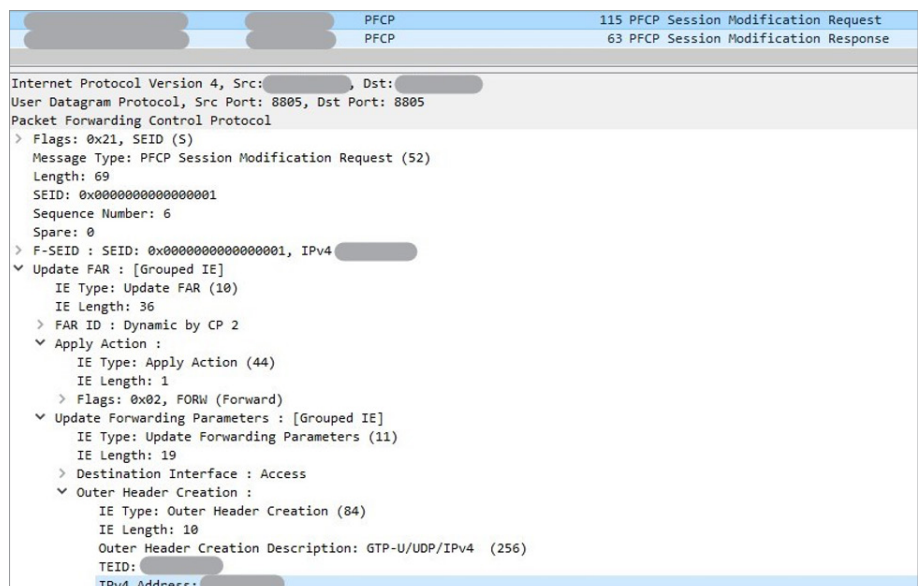 PFCP 115 PFCP Session Modification Request
PFCP 63 PFCP Session Modification Response
Internet Protocol Version 4, Src: , Dst:
User Datagram Protocol, Src Port: 8805, Dst Port: 8805
Packet Forwarding Control Protocol
> Flags: 0x21, SEID (S)
Message Type: PFCP Session Modification Request (52)
Length: 69
SEID: 0x0000000000000001
Sequence Number: 6
Spare: 0
> F-SEID : SEID: 0x0000000000000001, IPv4
Update FAR : [Grouped IE]
IE Type: Update FAR (10)
IE Length: 36
> FAR ID : Dynamic by CP 2
Apply Action :
IE Type: Apply Action (44)
IE Length: 1
> Flags: 0x02, FORW (Forward)
Update Forwarding Parameters : [Grouped IE]
IE Type: Update Forwarding Parameters (11)
IE Length: 19
> Destination Interface : Access
Outer Header Creation :
IE Type: Outer Header Creation (84)
IE Length: 10
Outer Header Creation Description: GTP-U/UDP/IPv4 (256)
TEID:
IPv4 Address: